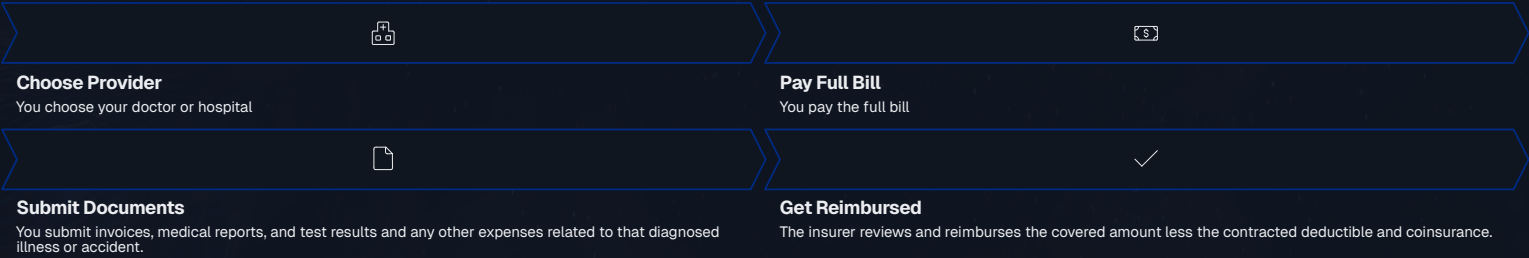 Choose Provider
You choose your doctor or hospital
Pay Full Bill
You pay the full bill
Submit Documents
You submit invoices, medical reports, and test results and any other expenses related to that diagnosed
illness or accident.
Get Reimbursed
The insurer reviews and reimburses the covered amount less the contracted deductible and coinsurance.